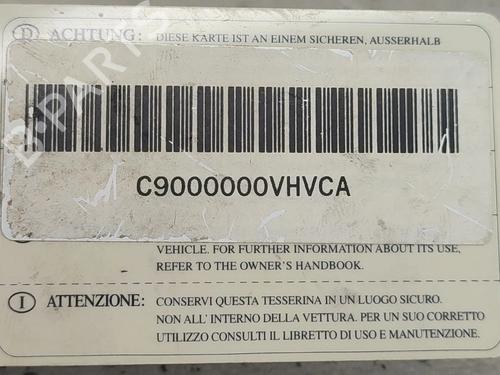 D ACHTUNG: DIESE KARTE IST AN EINEM SICHEREN, AUSSERHALB
B-PARTS
C9000000VHVCA
VEHICLE. FOR FURTHER INFORMATION ABOUT ITS USE,
REFER TO THE OWNER'S HANDBOOK.
I ATTENZIONE: CONSERVI QUESTA TESSERINA IN UN LUOGO SICURO.
NON ALL' INTERNO DELLA VETTURA. PER UN SUO CORRETTO
UTILIZZO CONSULTI IL LIBRETTO DI USO E MANUTENZIONE.